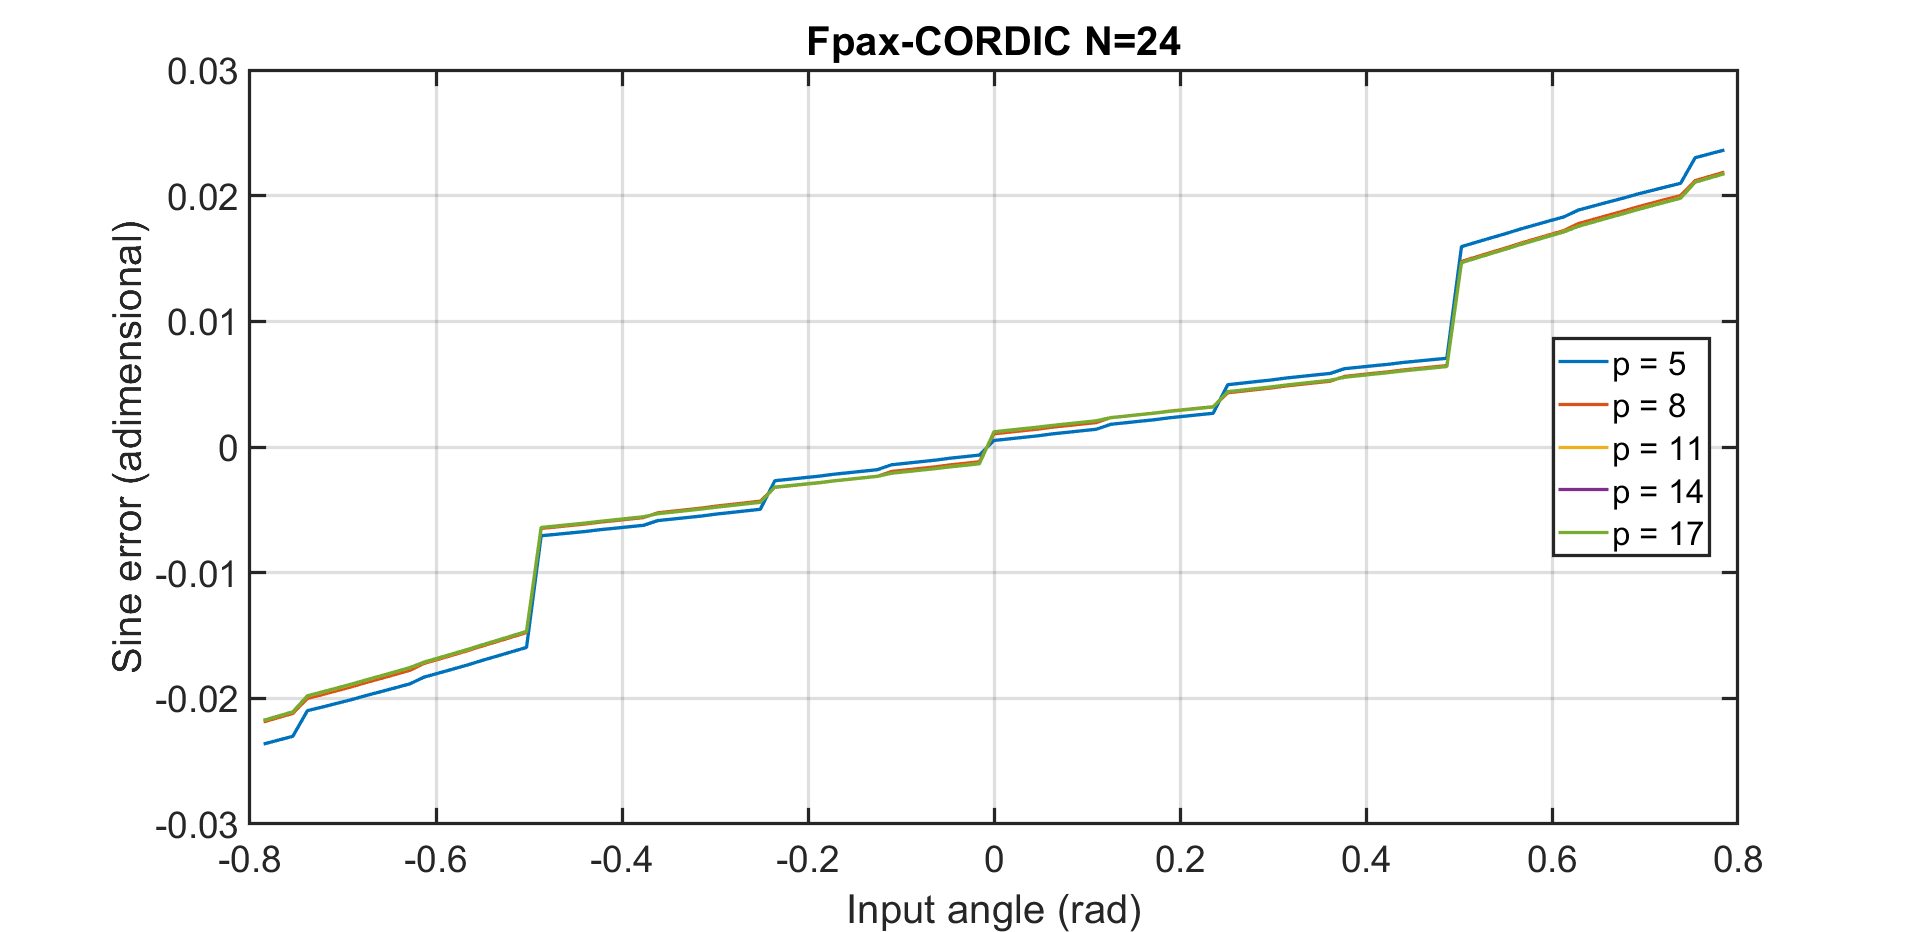 Fpax-CORDIC N=24
0.03
0.02
0.01
0
-0.01
-0.02
-0.03
Sine error (adimensional)
p = 5
p = 8
p = 11
p = 14
p = 17
-0.8 -0.6 -0.4 -0.2 0 0.2 0.4 0.6 0.8
Input angle (rad)